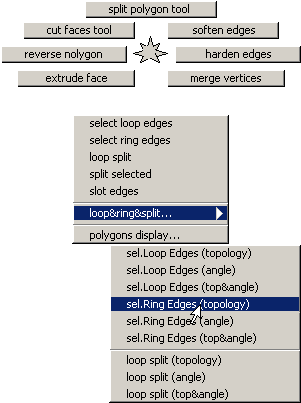 split polygon tool
cut faces tool
soften edges
reverse nolygon
harden edges
extrude face
merge vertices
select loop edges
select ring edges
loop split
split selected
slot edges
loop&ring&split...
polygons display...
sel.Loop Edges (topology)
sel.Loop Edges (angle)
sel.Loop Edges (top&angle)
sel.Ring Edges (topology)
sel.Ring Edges (angle)
sel.Ring Edges (top&angle)
loop split (topology)
loop split (angle)
loop split (top&angle)